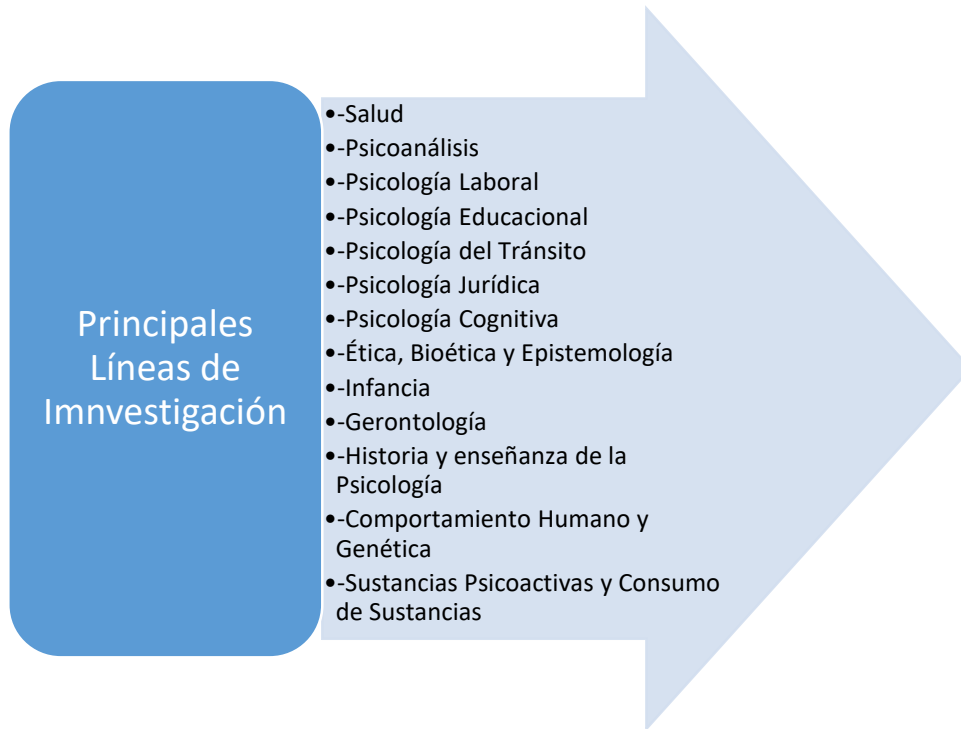 Principales
Líneas de
Imnvestigación
•-Salud
•-Psicoanálisis
•-Psicología Laboral
•-Psicología Educacional
•-Psicología del Tránsito
•-Psicología Jurídica
•-Psicología Cognitiva
•-Ética, Bioética y Epistemología
•-Infancia
•-Gerontología
•-Historia y enseñanza de la
Psicología
•-Comportamiento Humano y
Genética
•-Sustancias Psicoactivas y Consumo
de Sustancias